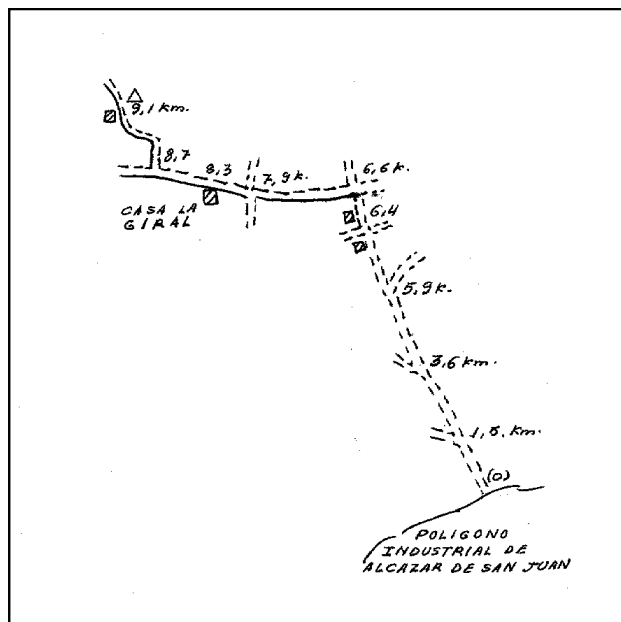 9,1 km.
8,7
8,3
7,9 k.
6,6 k.
CASA LA
GIRAL
6,4
5,9 k.
3,6 km.
1,5, km.
(0)
POLIGONO
INDUSTRIAL DE
ALCAZAR DE SAN JUAN